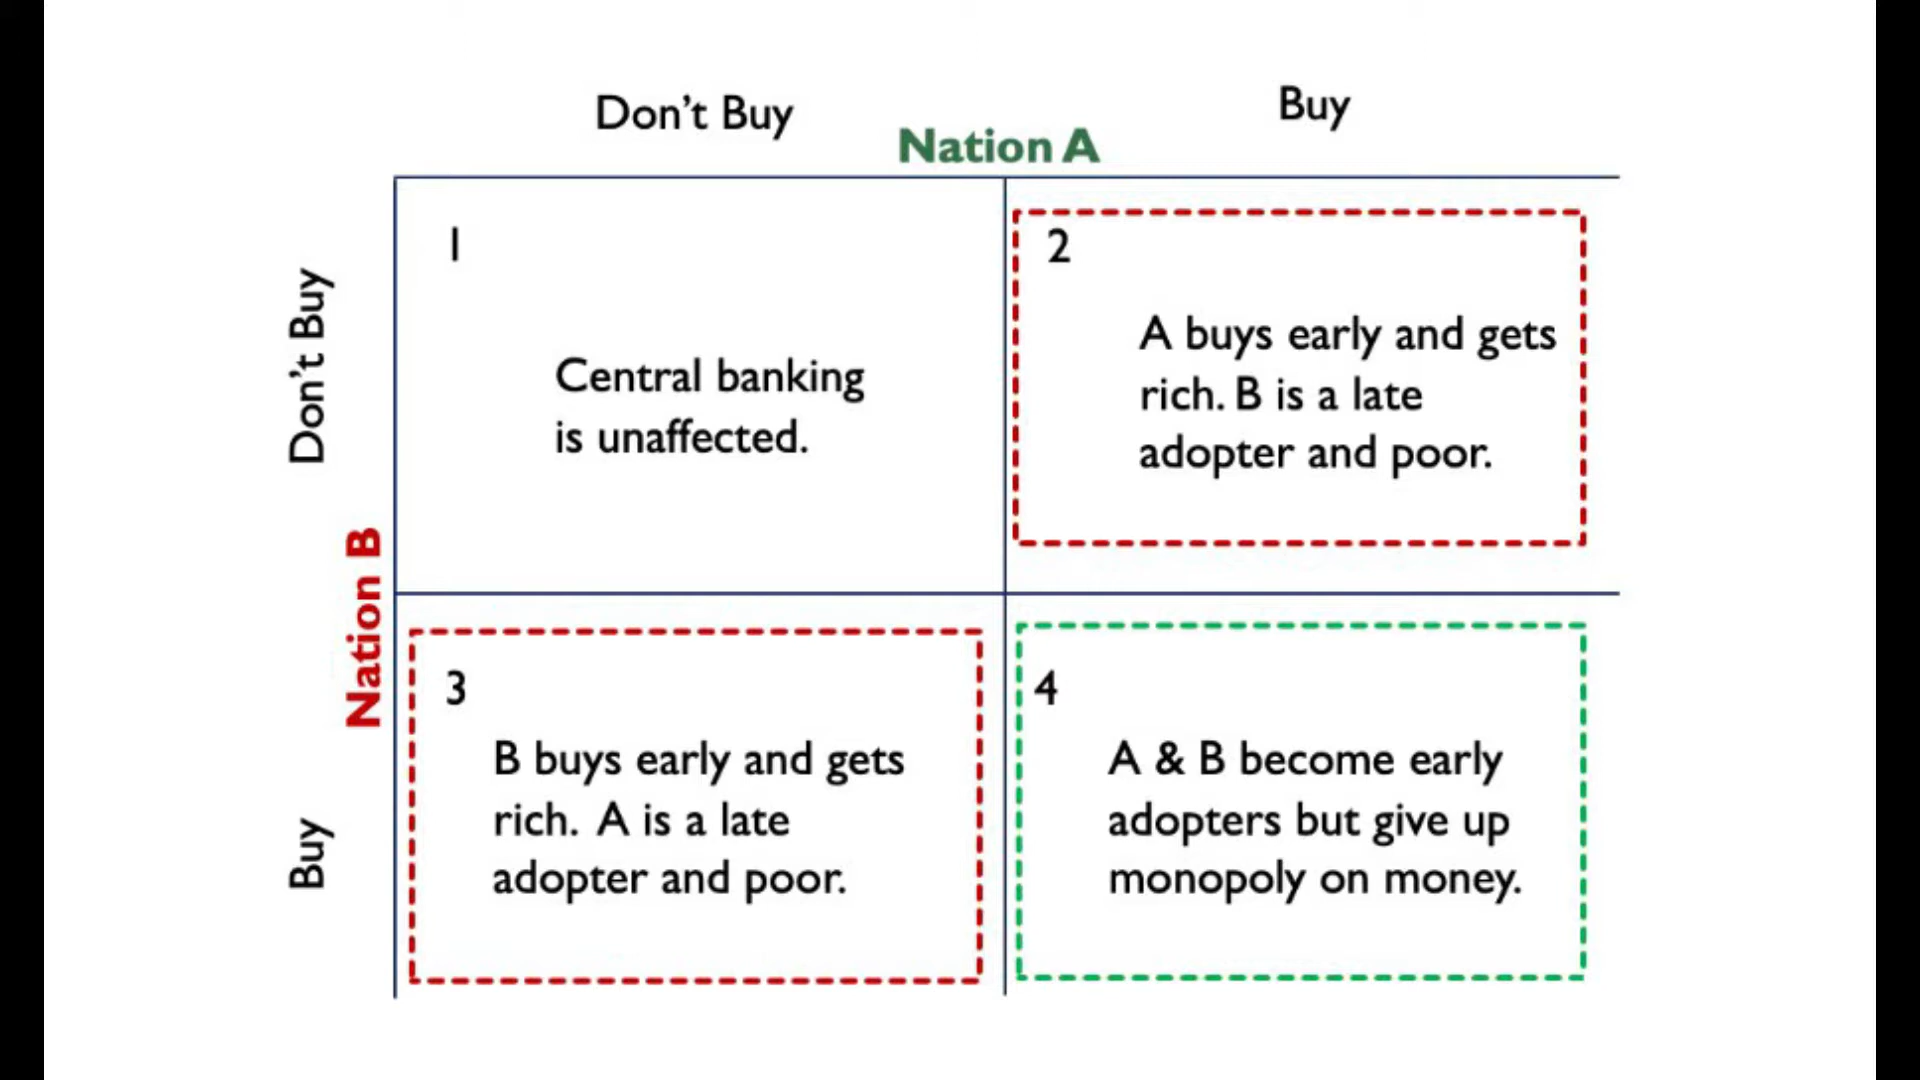 Don't Buy
Buy
Nation A
Don't Buy
Nation B
Buy
1
Central banking
is unaffected.
2
A buys early and gets
rich. B is a late
adopter and poor.
3
B buys early and gets
rich. A is a late
adopter and poor.
4
A & B become early
adopters but give up
monopoly on money.